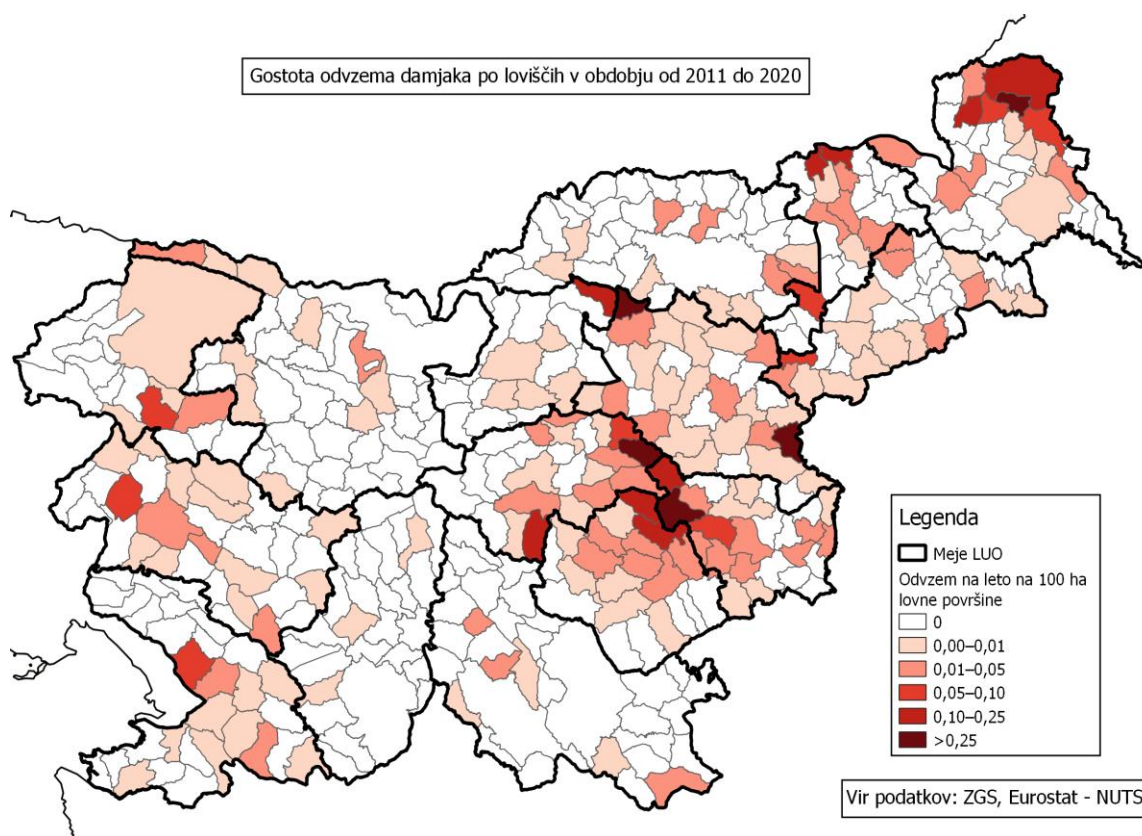 Gostota odvzema damjaka po loviščih v obdobju od 2011 do 2020
Legenda
Meje LUO
Odvzem na leto na 100 ha
lovne površine
0
0,00–0,01
0,01–0,05
0,05–0,10
0,10–0,25
>0,25
Vir podatkov: ZGS, Eurostat - NUTS